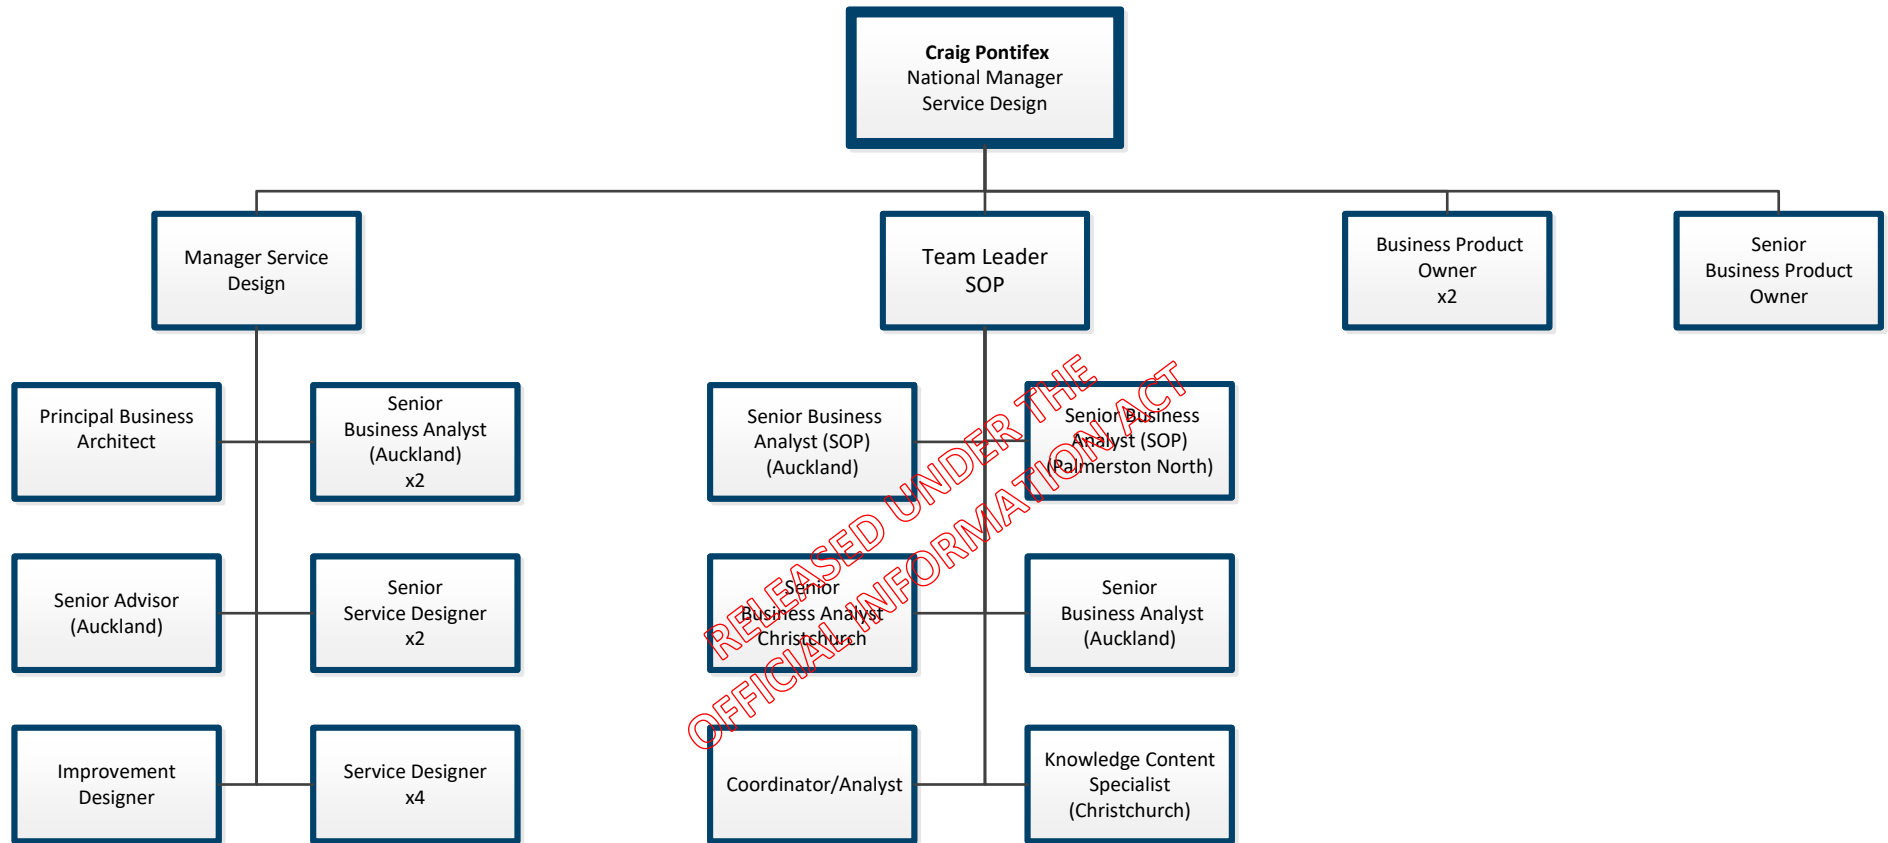 Craig Pontifex
National Manager
Service Design
Manager Service
Design
Team Leader
SOP
Business Product
Owner
x2
Senior
Business Product
Owner
Principal Business
Architect
Senior
Business Analyst
(Auckland)
x2
Senior Business
Analyst (SOP)
(Auckland)
Senior Business
Analyst (SOP)
(Palmerston North)
Senior Advisor
(Auckland)
Senior
Service Designer
x2
Senior
Business Analyst
Christchurch
Senior
Business Analyst
(Auckland)
Improvement
Designer
Service Designer
x4
Coordinator/Analyst
Knowledge Content
Specialist
(Christchurch)
RELEASED UNDER THE
OFFICIAL INFORMATION ACT